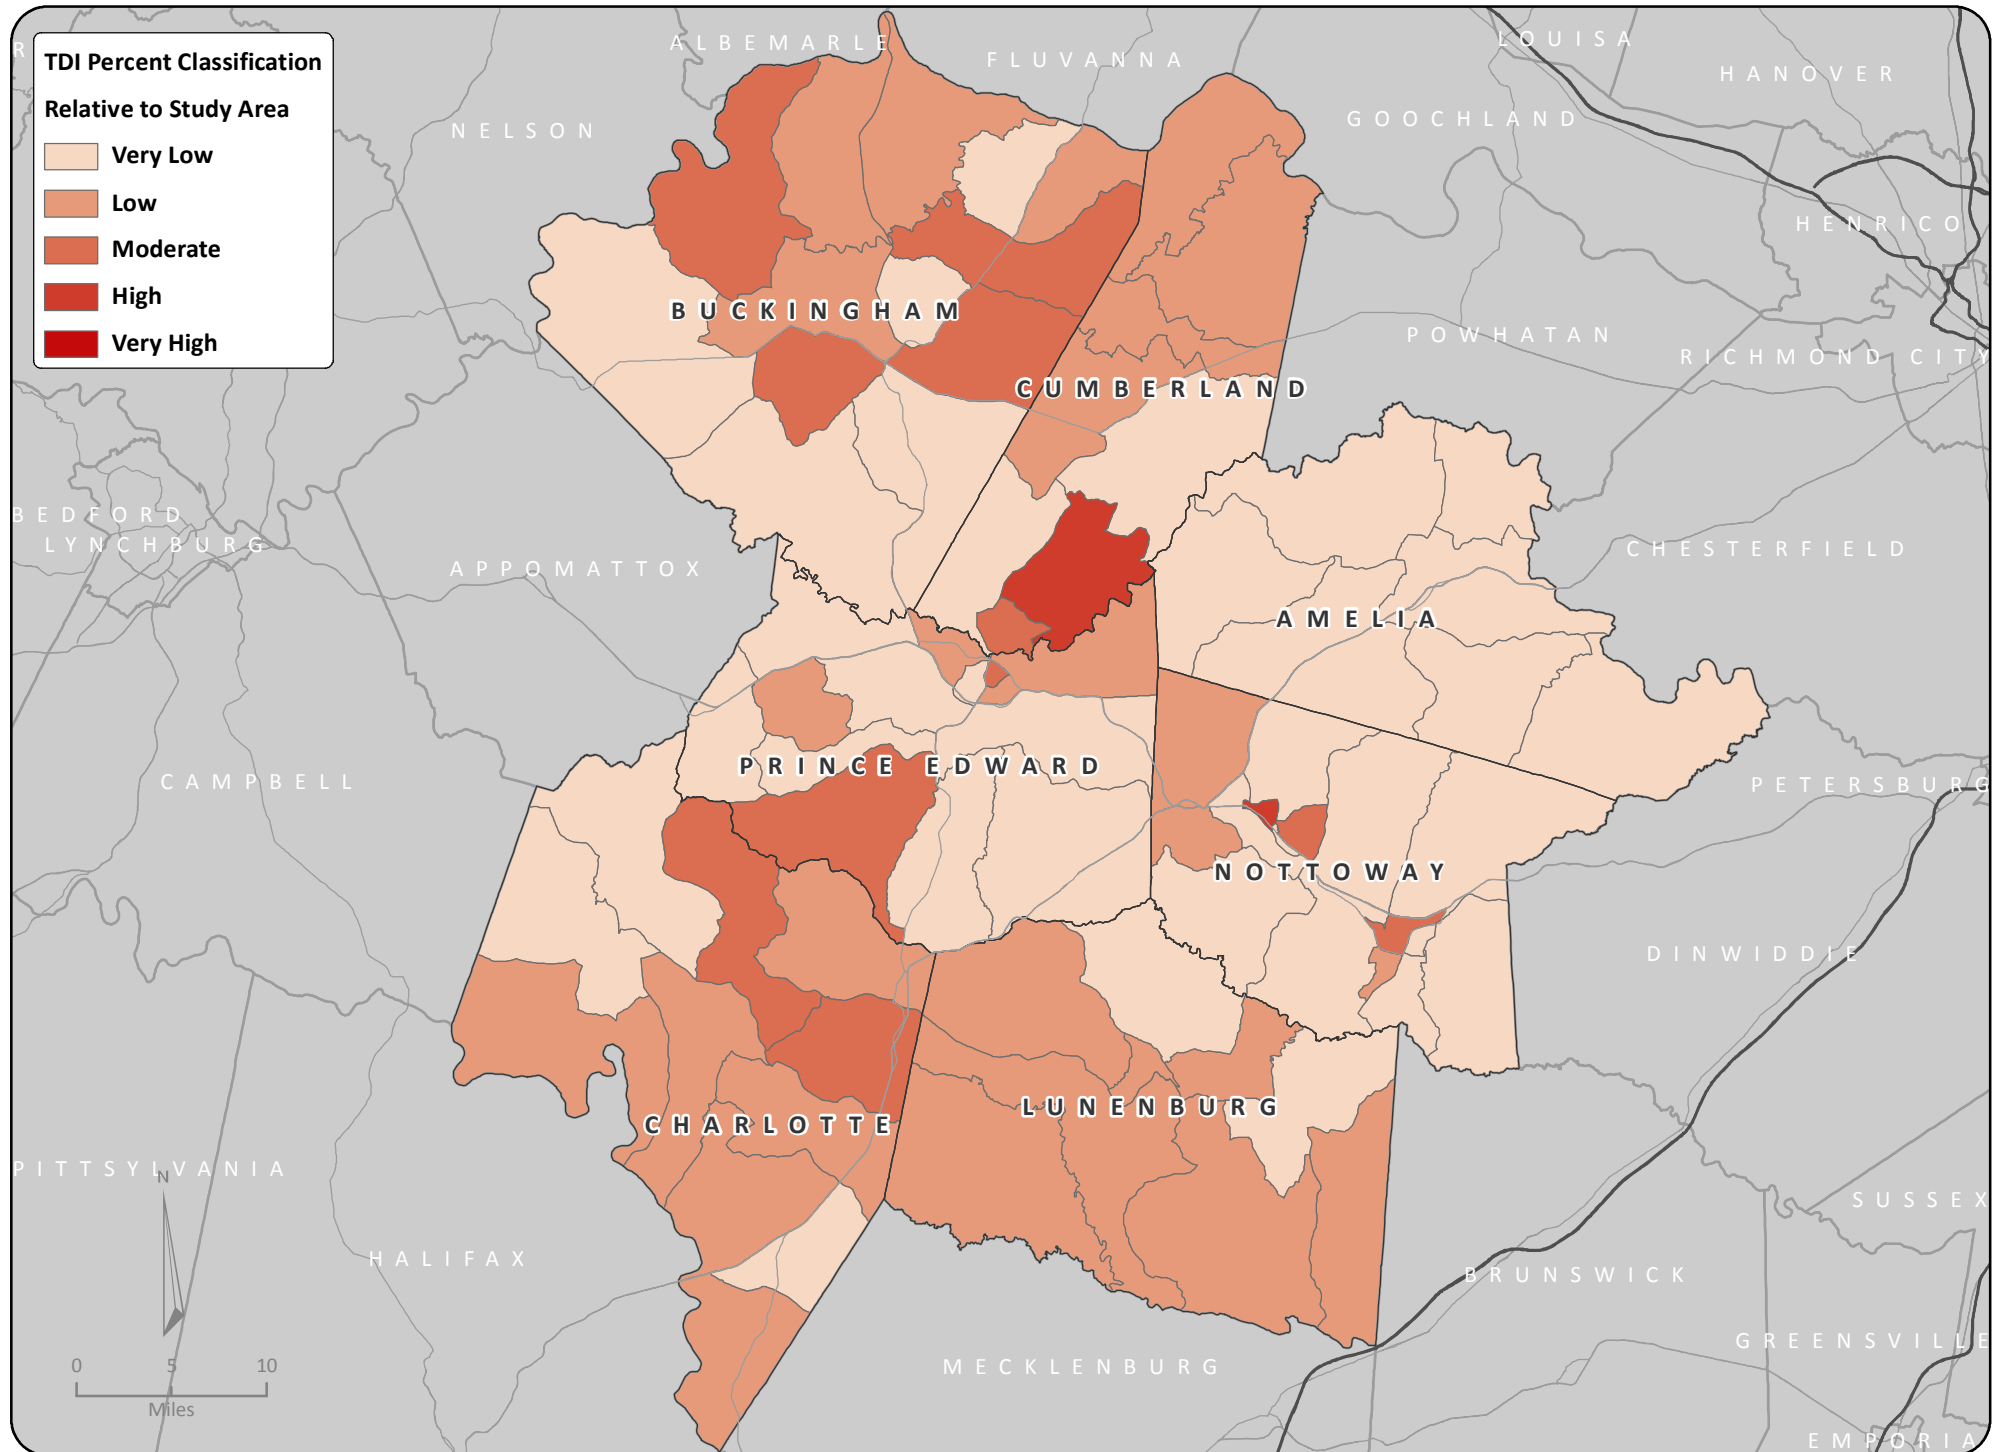 TDI Percent Classification
Relative to Study Area
Very Low
Low
Moderate
High
Very High
R
ALBEMARLE
FLUVANNA
LOUISA
HANOVER
GOOCHLAND
NELSON
HENRICO
BUCKINGHAM
POWHATAN
RICHMOND CITY
CUMBERLAND
BEDFORD
LYNCHBURG
CHESTERFIELD
APPOMATTOX
AMELIA
PRINCE EDWARD
CAMPBELL
PETERSBURG
NOTTOWAY
DINWIDDIE
LUNENBURG
CHARLOTTE
PITTSYLVANIA
N
SUSSEX
HALIFAX
BRUNSWICK
GREENSVILLE
MECKLENBURG
0 5 10
Miles
EMPORIA